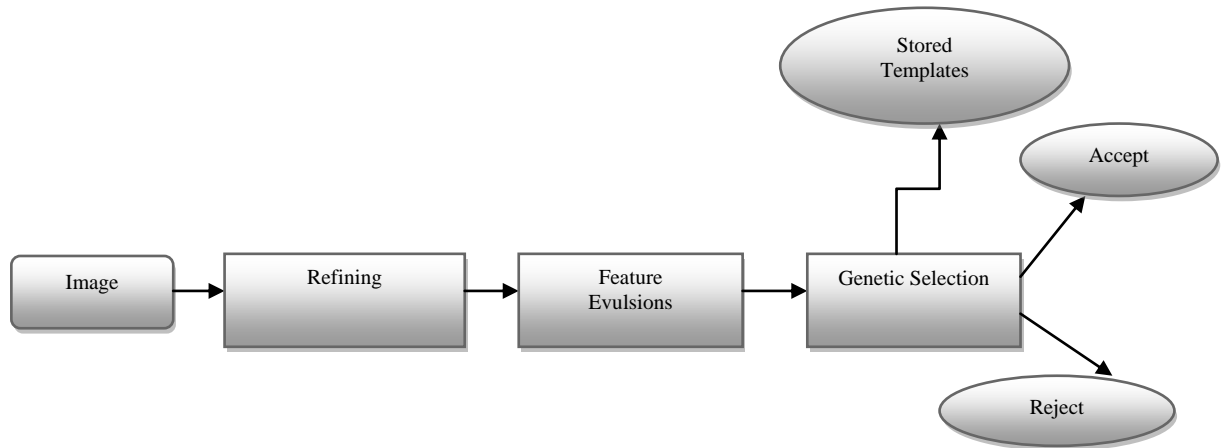 Stored
Templates
Accept
Image
Refining
Feature
Evulsions
Genetic Selection
Reject